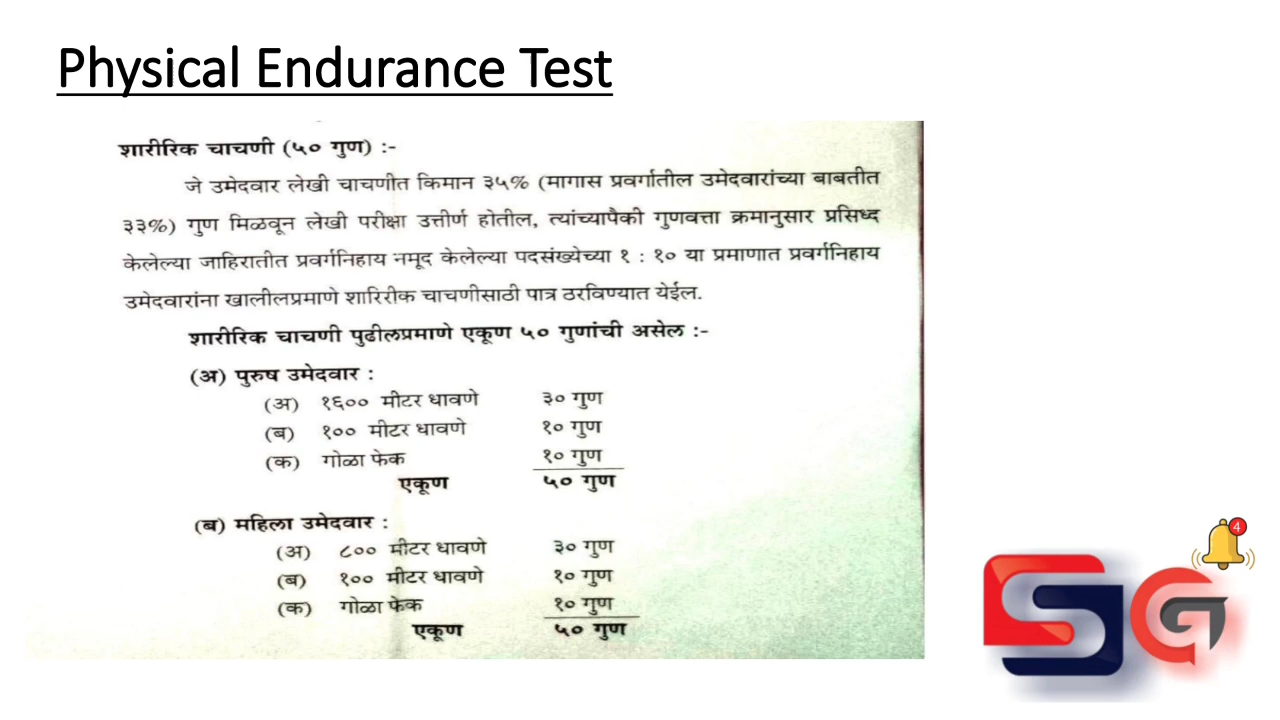 Physical Endurance Test
शारीरिक चाचणी (५० गुण) :-
जे उमेदवार लेखी चाचणीत किमान ३५% (मागास प्रवर्गातील उमेदवारांच्या बाबतीत
३३%) गुण मिळवून लेखी परीक्षा उत्तीर्ण होतील, त्यांच्यापैकी गुणवत्ता क्रमानुसार प्रसिध्द
केलेल्या जाहिरातीत प्रवर्गनिहाय नमूद केलेल्या पदसंख्येच्या १ : १० या प्रमाणात प्रवर्गनिहाय
उमेदवारांना खालीलप्रमाणे शारिरीक चाचणीसाठी पात्र ठरविण्यात येईल.
शारीरिक चाचणी पुढीलप्रमाणे एकूण ५० गुणांची असेल :-
(अ) पुरुष उमेदवार :
(अ) १६०० मीटर धावणे ३० गुण
(ब) १०० मीटर धावणे १० गुण
(क) गोळा फेक १० गुण
एकूण ५० गुण
(ब) महिला उमेदवार :
(अ) ८०० मीटर धावणे ३० गुण
(ब) १०० मीटर धावणे १० गुण
(क) गोळा फेक १० गुण
एकूण ५० गुण
4
SG